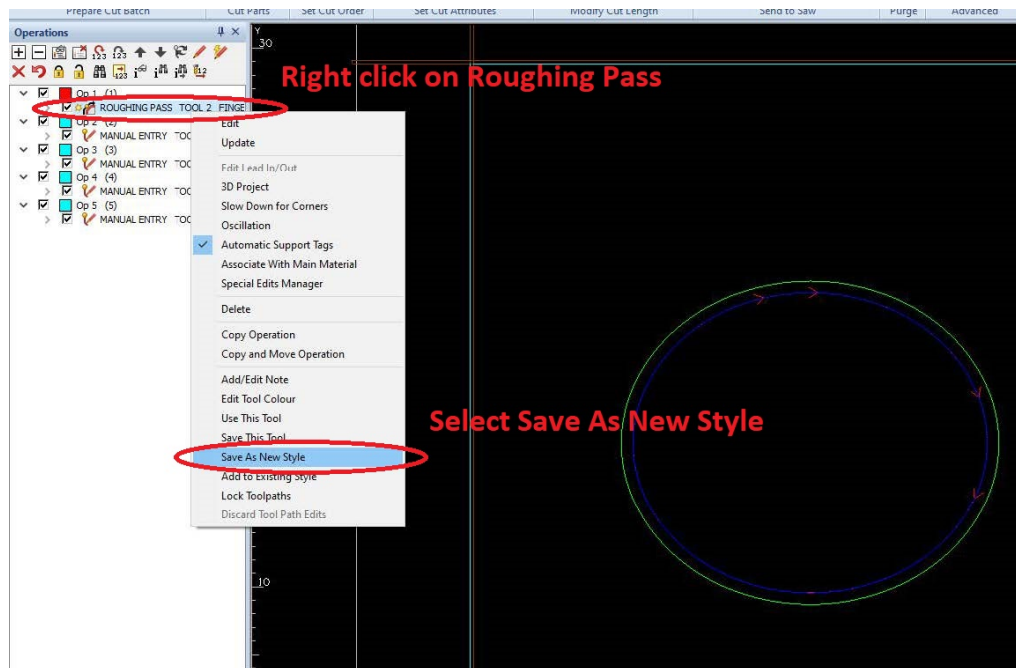 Prepare Cut Batch Cut Parts Set Cut Order Set Cut Attributes Modify Cut Length Send to Saw Purge Advanced
Operations
Y
30
Right click on Roughing Pass
Op 1 (1)
ROUGHING PASS TOOL 2 FINGE
Op 2 (2)
MANUAL ENTRY TOO
Op 3 (3)
MANUAL ENTRY TOC
Op 4 (4)
MANUAL ENTRY TOC
Op 5 (5)
MANUAL ENTRY TOC
Edit
Update
Edit Lead In/Out
3D Project
Slow Down for Corners
Oscillation
Automatic Support Tags
Associate With Main Material
Special Edits Manager
Delete
Copy Operation
Copy and Move Operation
Add/Edit Note
Edit Tool Colour
Use This Tool
Save This Tool
Select Save As New Style
Save As New Style
Add to Existing Style
Lock Toolpaths
Discard Tool Path Edits
10